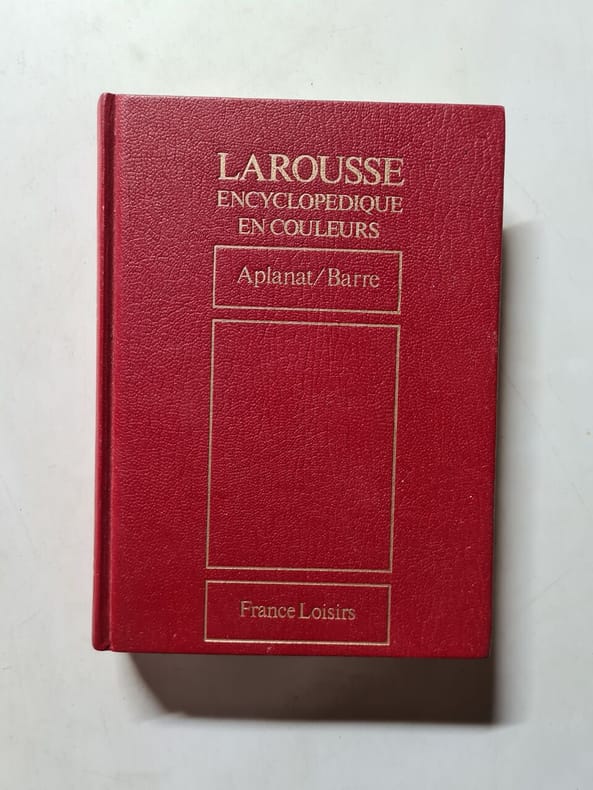 LAROUSSE
ENCYCLOPEDIQUE
EN COULEURS
Aplanat/Barre
France Loisirs